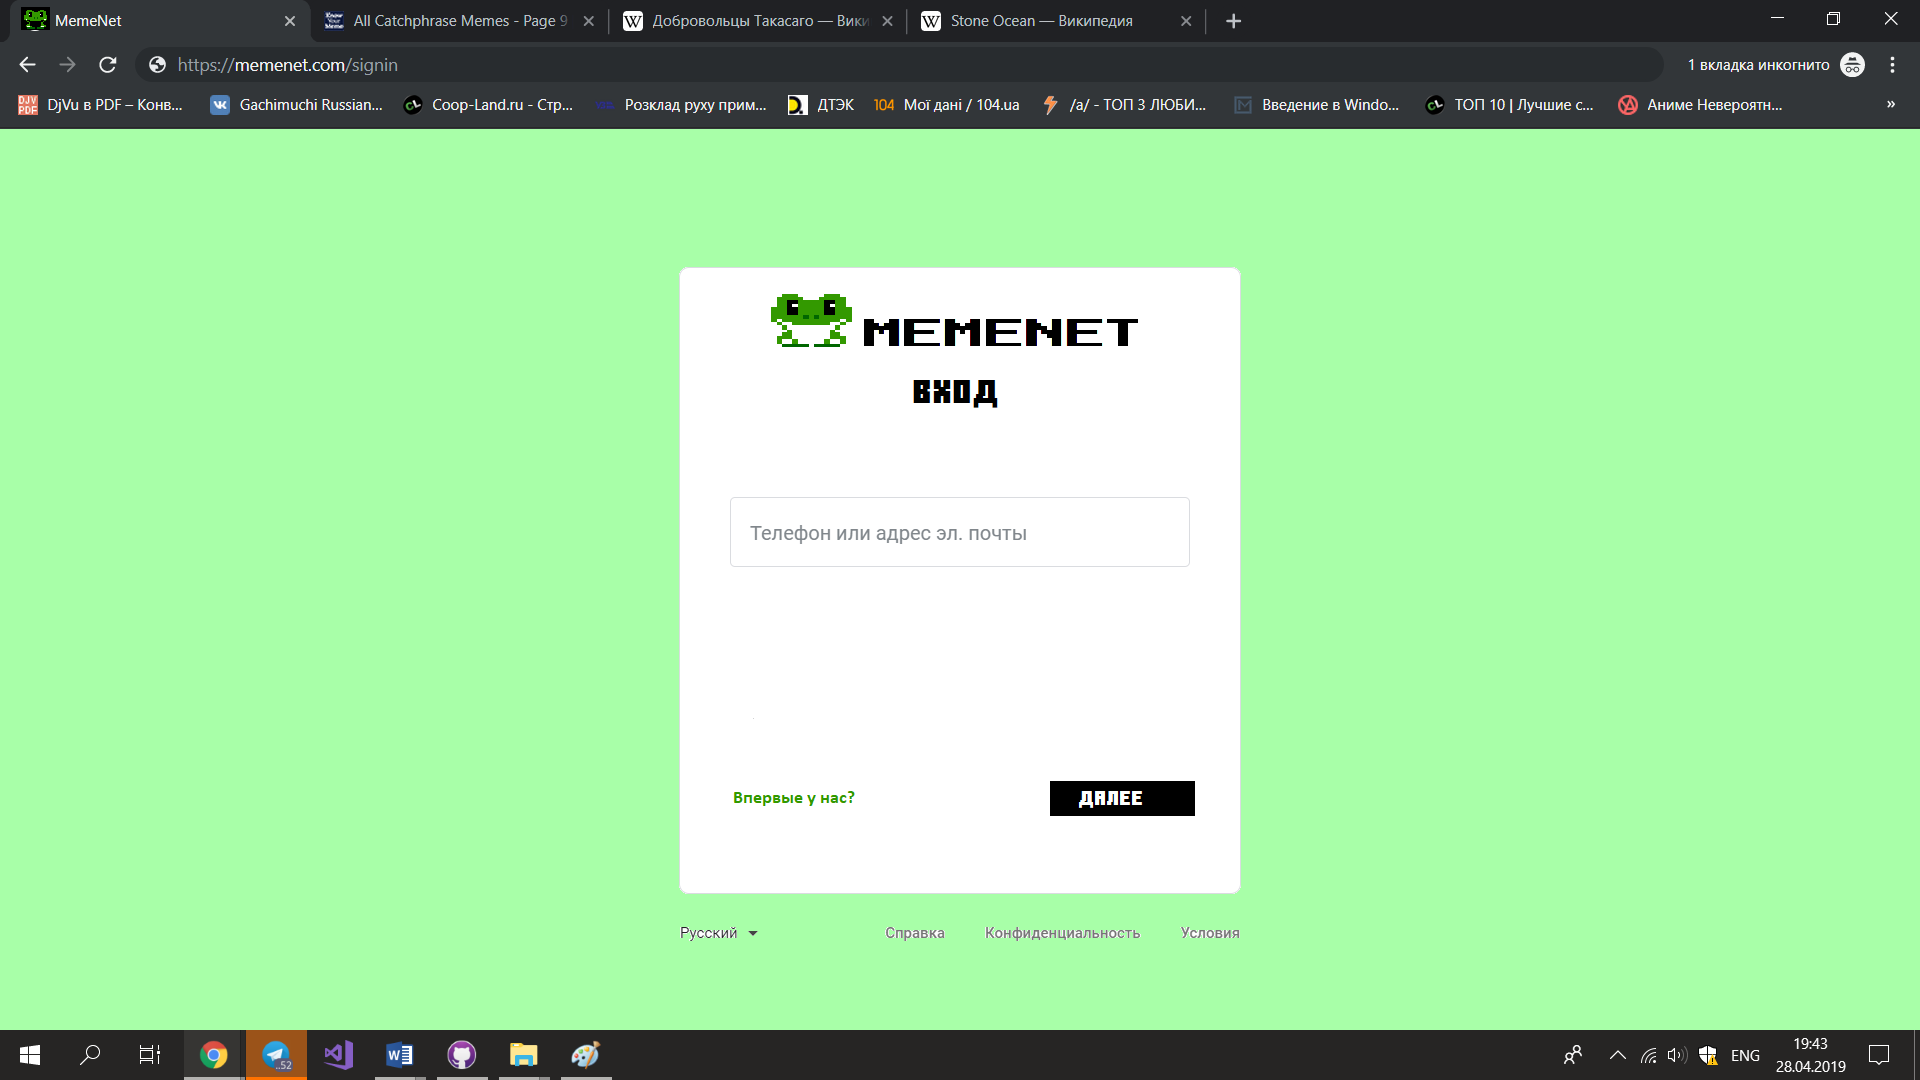 MemeNet
All Catchphrase Memes - Page 9
Добровольцы Такасаго — Вики
Stone Ocean — Википедия
https://memenet.com/signin
1 вкладка инкогнито
DjVu в PDF – Конв...
Gachimuchi Russian...
Coop-Land.ru - Стр...
Розклад руху прим...
ДТЭК
104 Мої дані / 104.ua
/a/ - ТОП 3 ЛЮБИ...
Введение в Windo...
ТОП 10 | Лучшие с...
Аниме Невероятн...
»
MEMENET
ВХОД
Телефон или адрес эл. почты
Впервые у нас?
ДАЛЕЕ
Русский
Справка
Конфиденциальность
Условия
..52
ENG
19:43
28.04.2019